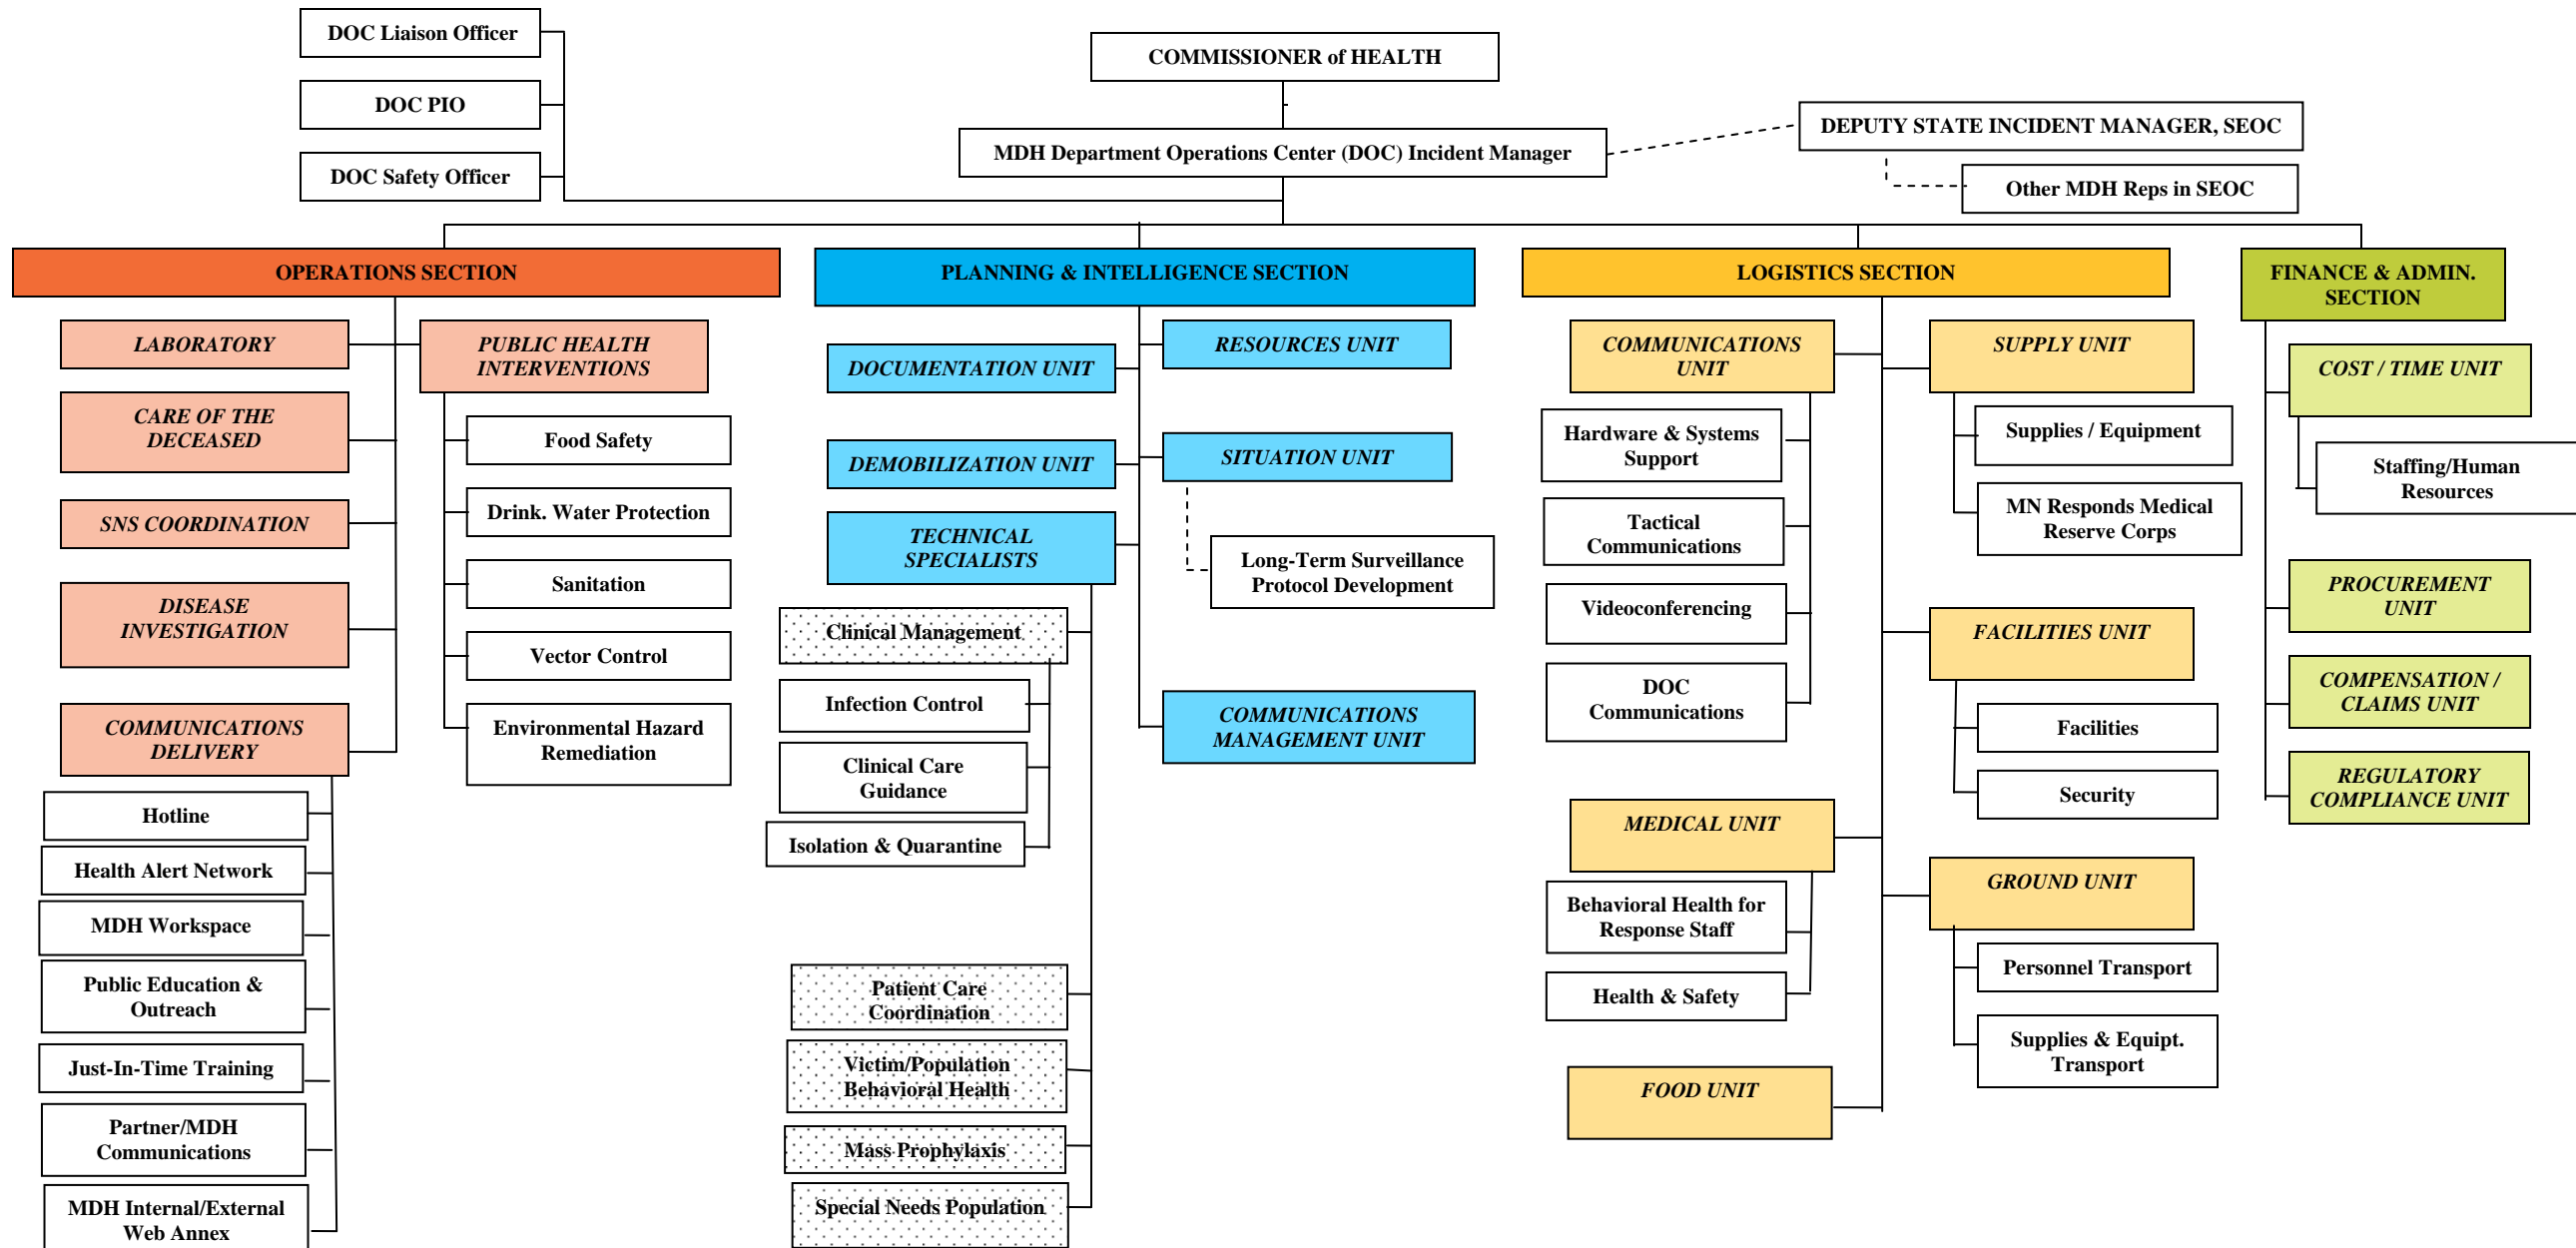 DOC Liaison Officer
DOC PIO
DOC Safety Officer
COMMISSIONER of HEALTH
MDH Department Operations Center (DOC) Incident Manager
DEPUTY STATE INCIDENT MANAGER, SEOC
Other MDH Reps in SEOC
OPERATIONS SECTION
LABORATORY
CARE OF THE
DECEASED
SNS COORDINATION
DISEASE
INVESTIGATION
COMMUNICATIONS
DELIVERY
Hotline
Health Alert Network
MDH Workspace
Public Education &
Outreach
Just-In-Time Training
Partner/MDH
Communications
MDH Internal/External
Web Annex
PUBLIC HEALTH
INTERVENTIONS
Food Safety
Drink. Water Protection
Sanitation
Vector Control
Environmental Hazard
Remediation
PLANNING & INTELLIGENCE SECTION
DOCUMENTATION UNIT
DEMOBILIZATION UNIT
TECHNICAL
SPECIALISTS
Clinical Management
Infection Control
Clinical Care
Guidance
Isolation & Quarantine
Patient Care
Coordination
Victim/Population
Behavioral Health
Mass Prophylaxis
Special Needs Population
RESOURCES UNIT
SITUATION UNIT
Long-Term Surveillance
Protocol Development
COMMUNICATIONS
MANAGEMENT UNIT
LOGISTICS SECTION
COMMUNICATIONS
UNIT
Hardware & Systems
Support
Tactical
Communications
Videoconferencing
DOC
Communications
MEDICAL UNIT
Behavioral Health for
Response Staff
Health & Safety
FOOD UNIT
SUPPLY UNIT
Supplies / Equipment
MN Responds Medical
Reserve Corps
FACILITIES UNIT
Facilities
Security
GROUND UNIT
Personnel Transport
Supplies & Equipt.
Transport
FINANCE & ADMIN.
SECTION
COST / TIME UNIT
Staffing/Human
Resources
PROCUREMENT
UNIT
COMPENSATION /
CLAIMS UNIT
REGULATORY
COMPLIANCE UNIT